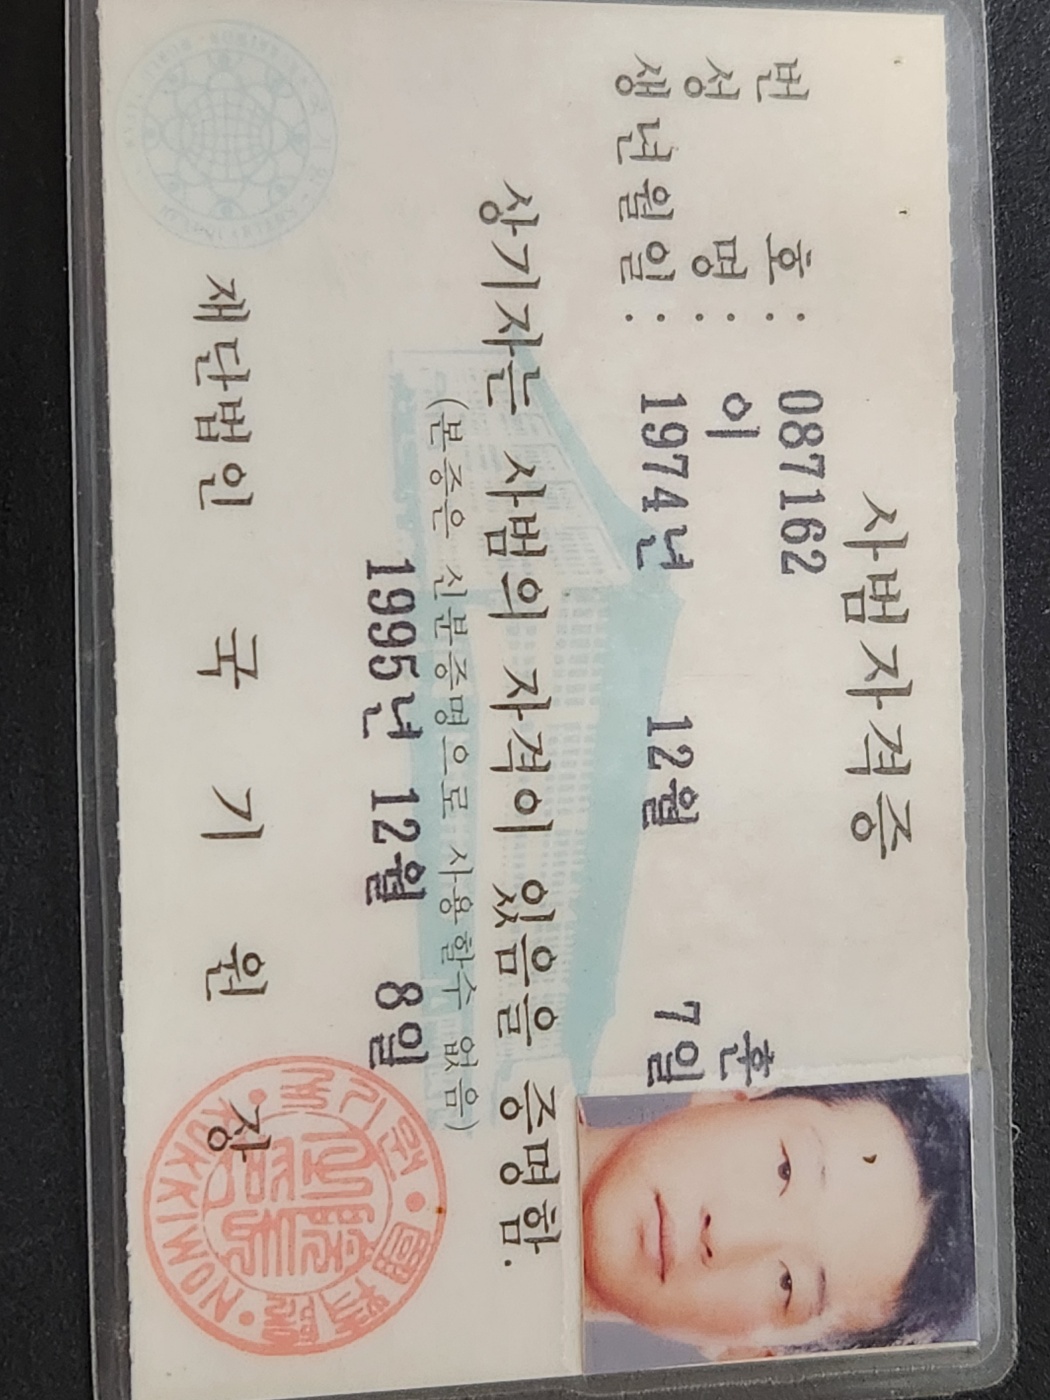 사범자격증
번 호 : 087162
성 명 : 이 훈
생년월일 : 1974년 12월 7일
상기자는 사범의 자격이 있음을 증명함.
(본증은 신분증명으로 사용할수 없음)
1995년 12월 8일
재단법인 국 기 원 장
KUKKIWON